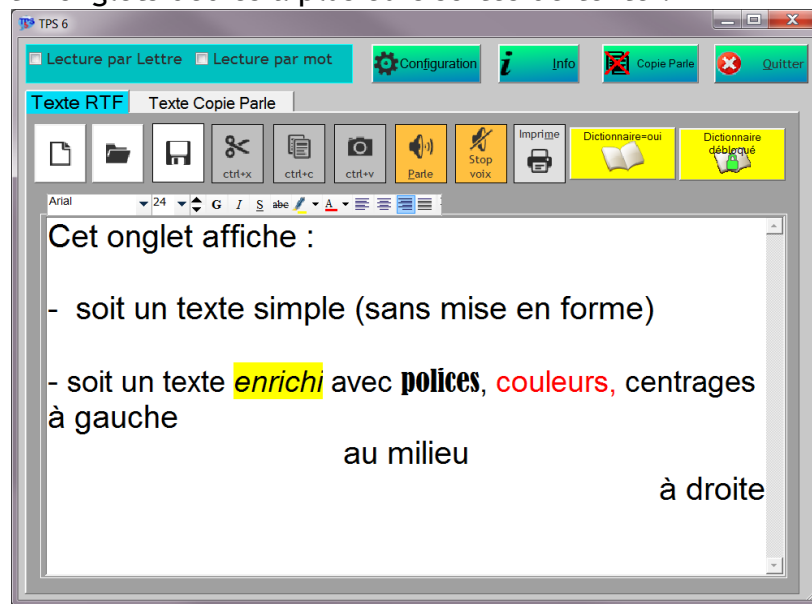 TPS 6
Lecture par Lettre Lecture par mot Configuration Info Copie Parle Quitter
Texte RTF Texte Copie Parle
ctrl+x ctrl+c ctrl+v Parle Stop voix Imprime Dictionnaire=oui Dictionnaire débloqué
Arial 24 G I S abc A
Cet onglet affiche :
- soit un texte simple (sans mise en forme)
- soit un texte enrichi avec polices, couleurs, centrages
à gauche
au milieu
à droite